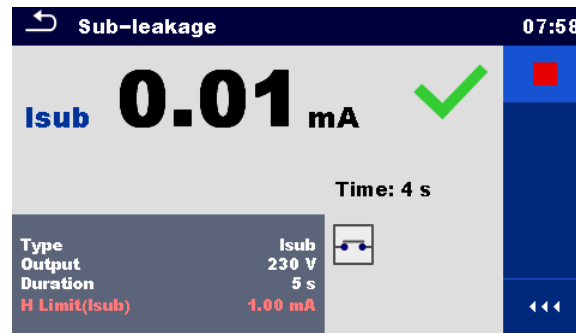 Sub-leakage 07:58
Isub 0.01 mA
Time: 4 s
Type Isub
Output 230 V
Duration 5 s
H Limit(Isub) 1.00 mA